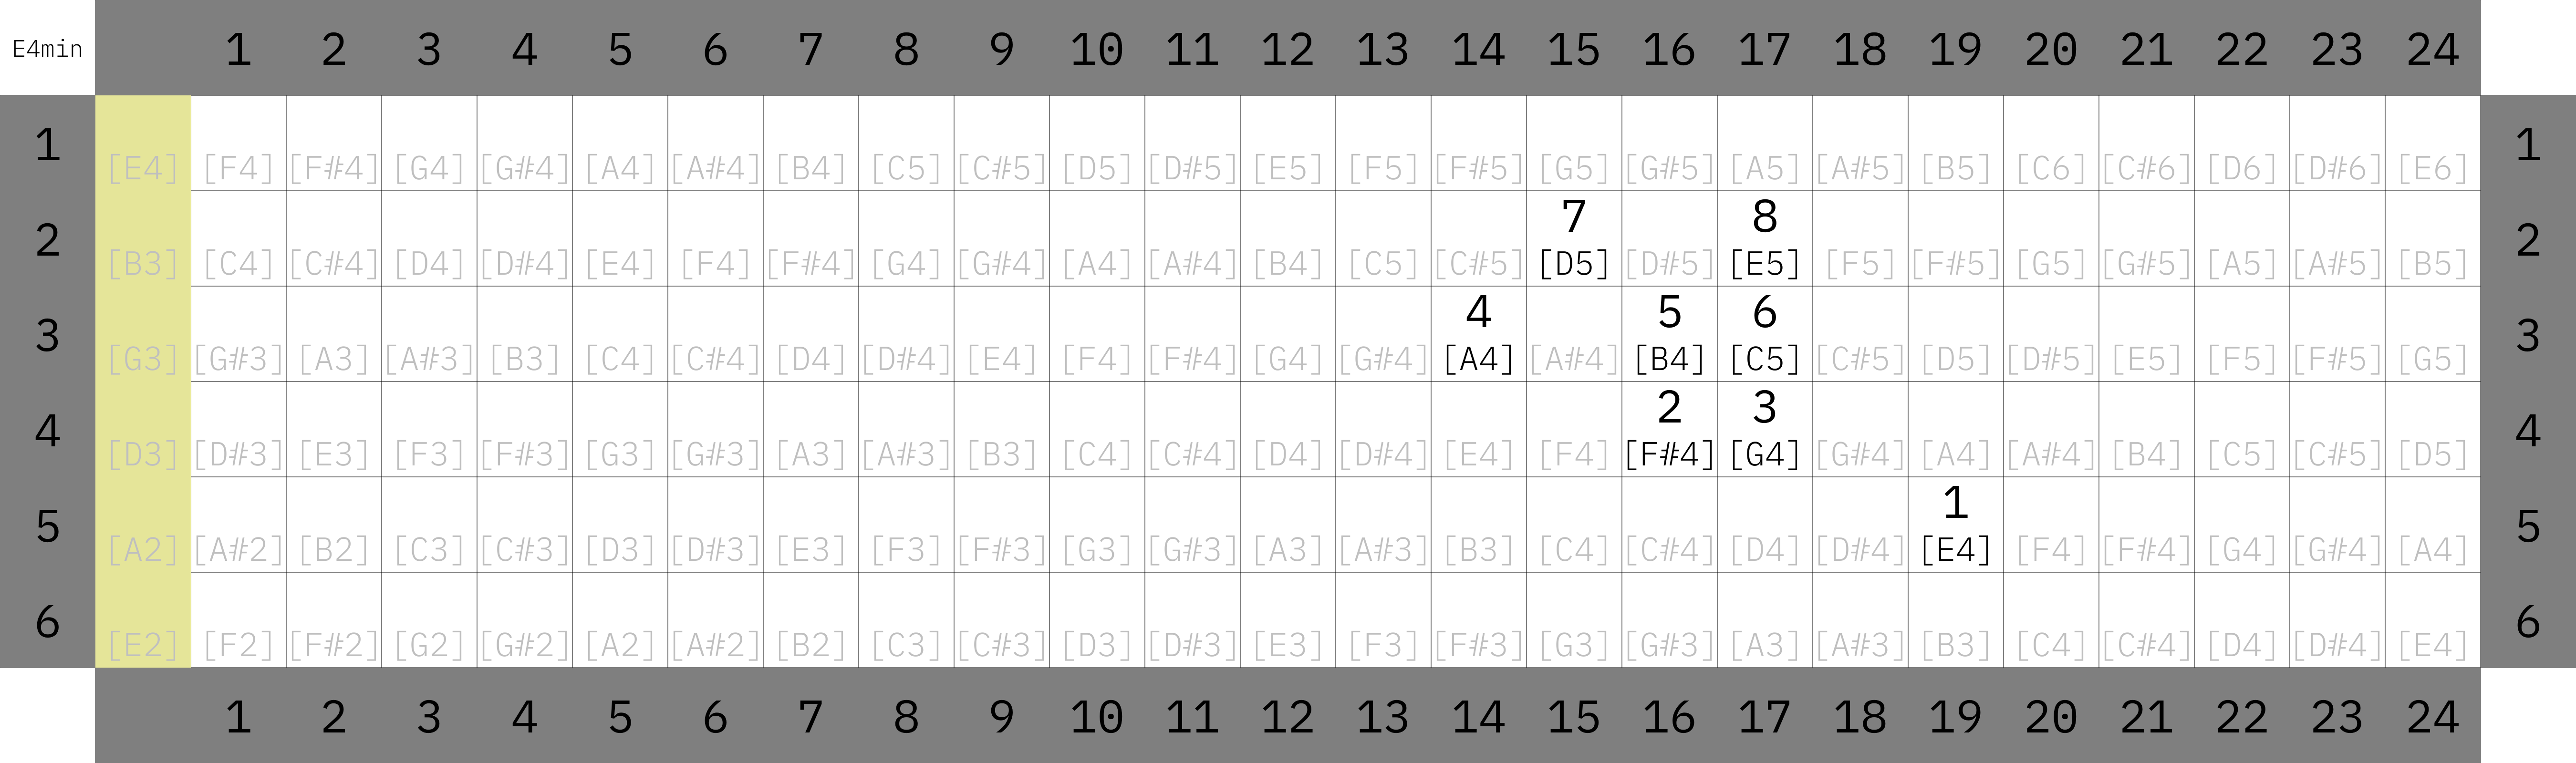 E4min 1 2 3 4 5 6 7 8 9 10 11 12 13 14 15 16 17 18 19 20 21 22 23 24
1 [E4] [F4] [F#4] [G4] [G#4] [A4] [A#4] [B4] [C5] [C#5] [D5] [D#5] [E5] [F5] [F#5] [G5] [G#5] [A5] [A#5] [B5] [C6] [C#6] [D6] [D#6] [E6] 1
7 8
2 [B3] [C4] [C#4] [D4] [D#4] [E4] [F4] [F#4] [G4] [G#4] [A4] [A#4] [B4] [C5] [C#5] [D5] [D#5] [E5] [F5] [F#5] [G5] [G#5] [A5] [A#5] [B5] 2
4 5 6
3 [G3] [G#3] [A3] [A#3] [B3] [C4] [C#4] [D4] [D#4] [E4] [F4] [F#4] [G4] [G#4] [A4] [A#4] [B4] [C5] [C#5] [D5] [D#5] [E5] [F5] [F#5] [G5] 3
2 3
4 [D3] [D#3] [E3] [F3] [F#3] [G3] [G#3] [A3] [A#3] [B3] [C4] [C#4] [D4] [D#4] [E4] [F4] [F#4] [G4] [G#4] [A4] [A#4] [B4] [C5] [C#5] [D5] 4
1
5 [A2] [A#2] [B2] [C3] [C#3] [D3] [D#3] [E3] [F3] [F#3] [G3] [G#3] [A3] [A#3] [B3] [C4] [C#4] [D4] [D#4] [E4] [F4] [F#4] [G4] [G#4] [A4] 5
6 [E2] [F2] [F#2] [G2] [G#2] [A2] [A#2] [B2] [C3] [C#3] [D3] [D#3] [E3] [F3] [F#3] [G3] [G#3] [A3] [A#3] [B3] [C4] [C#4] [D4] [D#4] [E4] 6
1 2 3 4 5 6 7 8 9 10 11 12 13 14 15 16 17 18 19 20 21 22 23 24